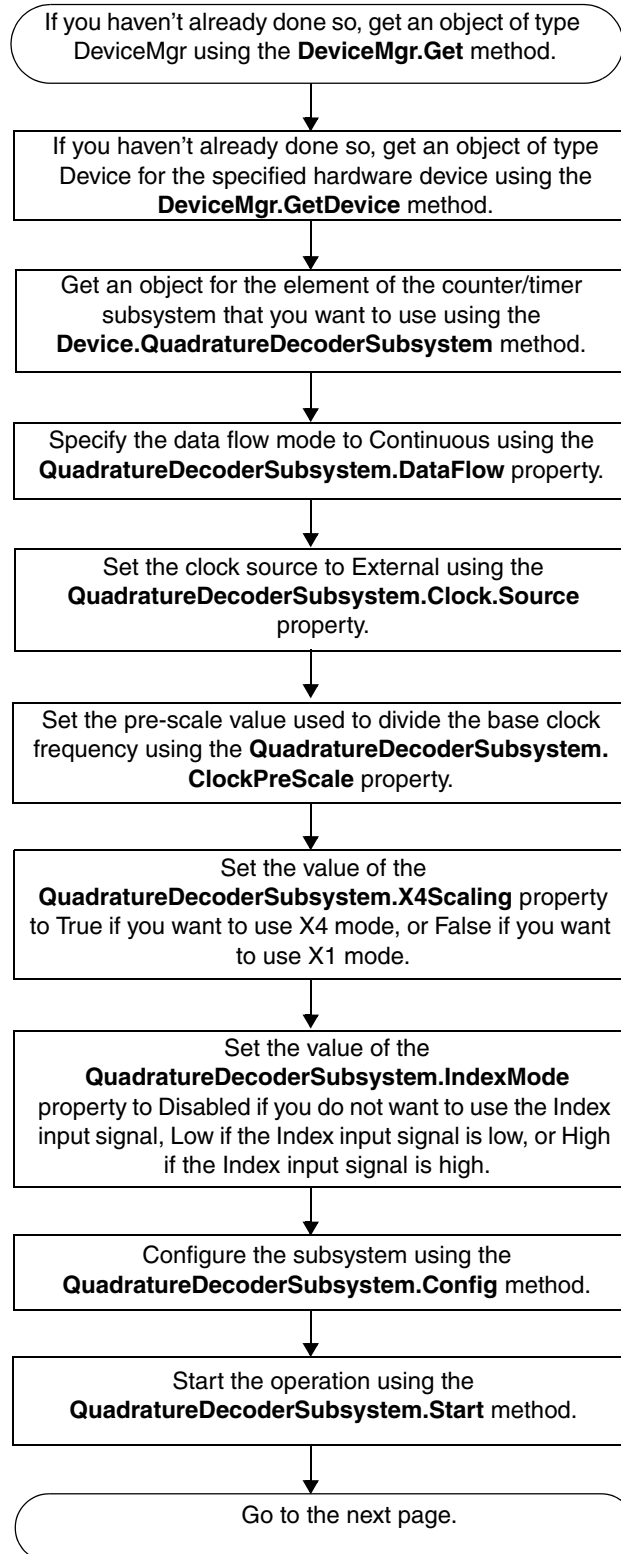 If you haven't already done so, get an object of type
DeviceMgr using the DeviceMgr.Get method.
If you haven't already done so, get an object of type
Device for the specified hardware device using the
DeviceMgr.GetDevice method.
Get an object for the element of the counter/timer
subsystem that you want to use using the
Device.QuadratureDecoderSubsystem method.
Specify the data flow mode to Continuous using the
QuadratureDecoderSubsystem.DataFlow property.
Set the clock source to External using the
QuadratureDecoderSubsystem.Clock.Source
property.
Set the pre-scale value used to divide the base clock
frequency using the QuadratureDecoderSubsystem.
ClockPreScale property.
Set the value of the
QuadratureDecoderSubsystem.X4Scaling property
to True if you want to use X4 mode, or False if you want
to use X1 mode.
Set the value of the
QuadratureDecoderSubsystem.IndexMode
property to Disabled if you do not want to use the Index
input signal, Low if the Index input signal is low, or High
if the Index input signal is high.
Configure the subsystem using the
QuadratureDecoderSubsystem.Config method.
Start the operation using the
QuadratureDecoderSubsystem.Start method.
Go to the next page.